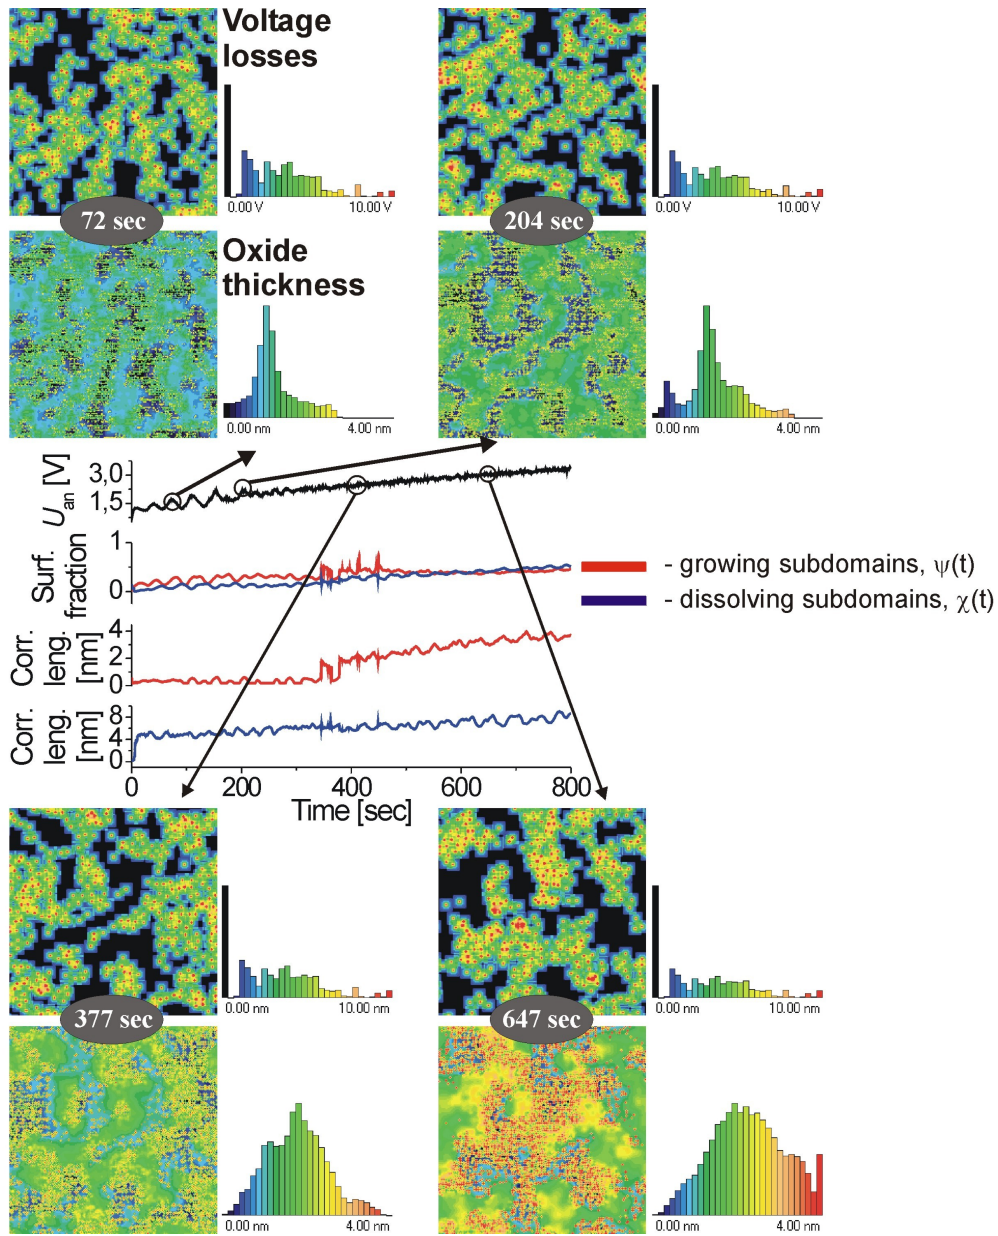 Voltage
losses
0.00 V 10.00 V
0.00V 10.00 V
72 sec
204 sec
Oxide
thickness
0.00 nm 4.00 nm
0.00 nm 4.00 nm
U an [V]
3,0
1,5
Surf.
fraction
1
0
- growing subdomains, ψ(t)
- dissolving subdomains, χ(t)
Corr.
leng.
[nm]
4
2
0
Corr.
leng.
[nm]
8
4
0
0 200 400 600 800
Time [sec]
0.00 nm 10.00 nm
0.00 nm 10.00 nm
377 sec
647 sec
0.00 nm 4.00 nm
0.00 nm 4.00 nm